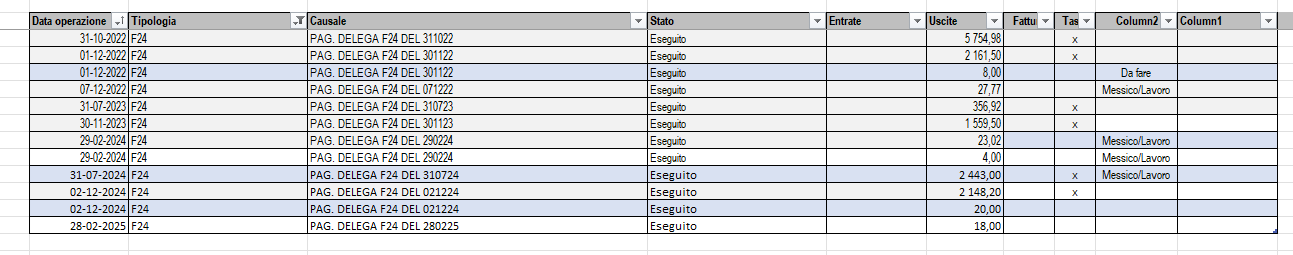 Data operazione Tipologia Causale Stato Entrate Uscite Fattu Tas Column2 Column1
31-10-2022 F24 PAG. DELEGA F24 DEL 311022 Eseguito 5 754,98 x
01-12-2022 F24 PAG. DELEGA F24 DEL 301122 Eseguito 2 161,50 x
01-12-2022 F24 PAG. DELEGA F24 DEL 301122 Eseguito 8,00 Da fare
07-12-2022 F24 PAG. DELEGA F24 DEL 071222 Eseguito 27,77 Messico/Lavoro
31-07-2023 F24 PAG. DELEGA F24 DEL 310723 Eseguito 356,92 x
30-11-2023 F24 PAG. DELEGA F24 DEL 301123 Eseguito 1 559,50 x
29-02-2024 F24 PAG. DELEGA F24 DEL 290224 Eseguito 23,02 Messico/Lavoro
29-02-2024 F24 PAG. DELEGA F24 DEL 290224 Eseguito 4,00 Messico/Lavoro
31-07-2024 F24 PAG. DELEGA F24 DEL 310724 Eseguito 2 443,00 x Messico/Lavoro
02-12-2024 F24 PAG. DELEGA F24 DEL 021224 Eseguito 2 148,20 x
02-12-2024 F24 PAG. DELEGA F24 DEL 021224 Eseguito 20,00
28-02-2025 F24 PAG. DELEGA F24 DEL 280225 Eseguito 18,00